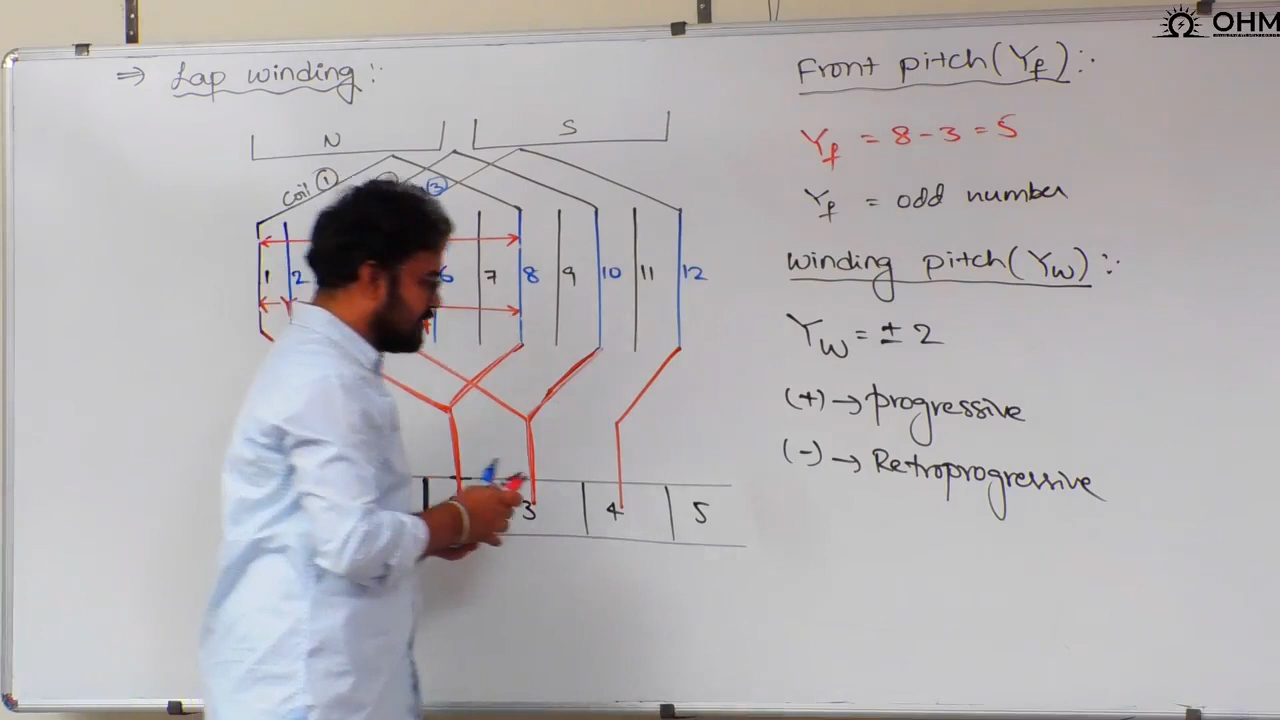 OHM
⇒ Lap winding :-
Front pitch (Yf) :-
N
S
Yf = 8 - 3 = 5
coil ①
③
Yf = odd number
1 2 6 7 8 9 10 11 12
winding pitch (Yw) :-
Yw = ± 2
(+) → progressive
(-) → Retroprogressive
3 4 5